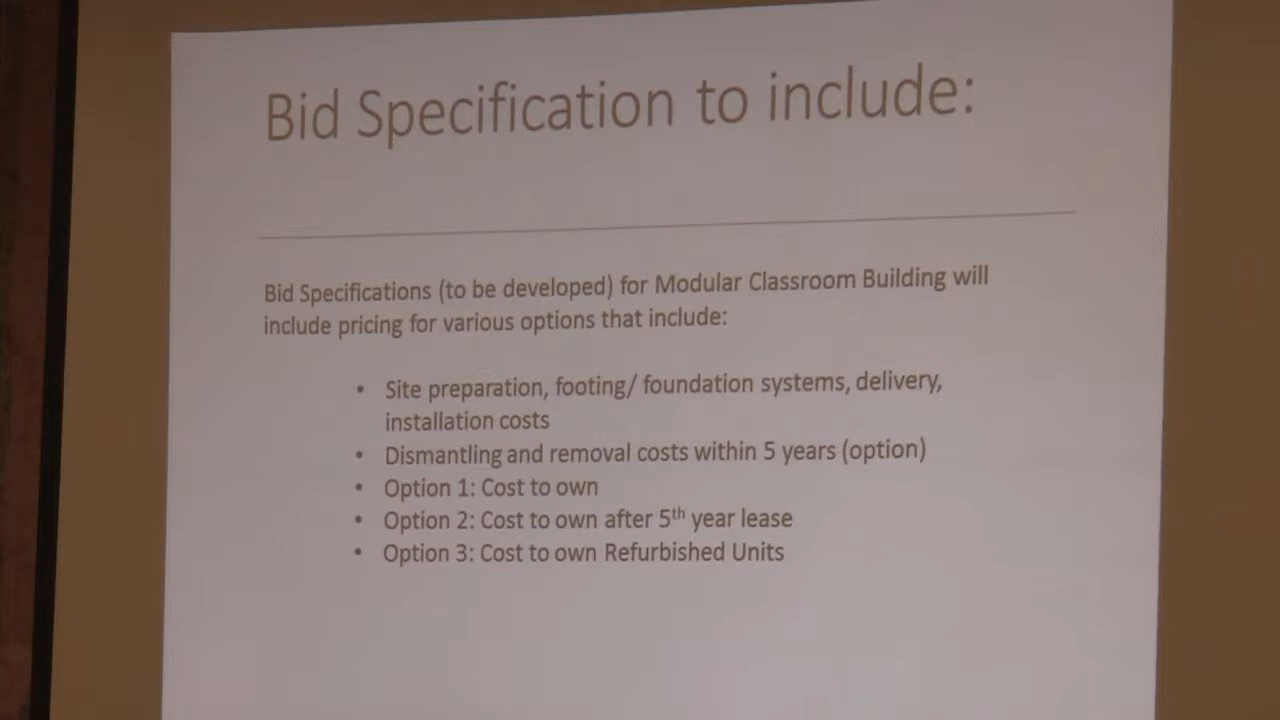 Bid Specification to include:
Bid Specifications (to be developed) for Modular Classroom Building will
include pricing for various options that include:
• Site preparation, footing/ foundation systems, delivery,
installation costs
• Dismantling and removal costs within 5 years (option)
• Option 1: Cost to own
• Option 2: Cost to own after 5th year lease
• Option 3: Cost to own Refurbished Units